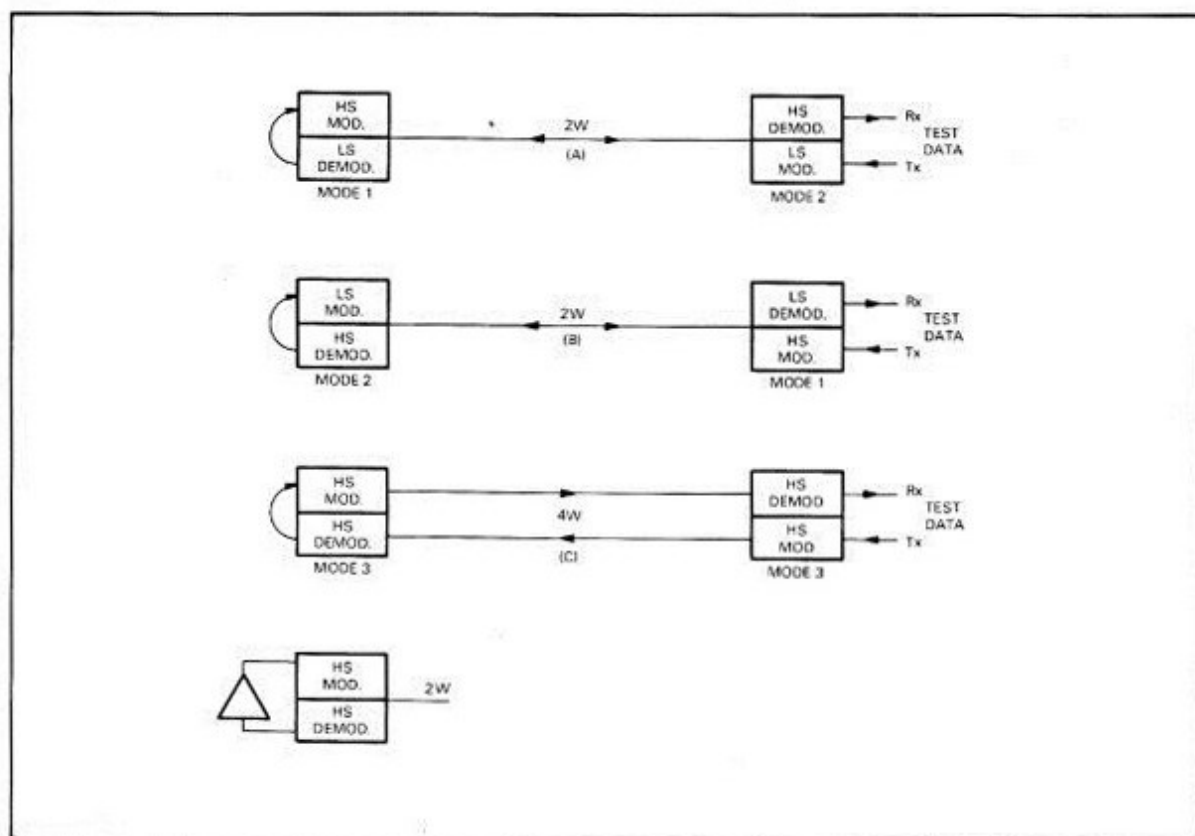 HS
MOD.
LS
DEMOD.
MODE 1
2W
(A)
HS
DEMOD.
LS
MOD.
MODE 2
Rx
TEST
DATA
Tx
LS
MOD.
HS
DEMOD.
MODE 2
2W
(B)
LS
DEMOD.
HS
MOD.
MODE 1
Rx
TEST
DATA
Tx
HS
MOD.
HS
DEMOD.
MODE 3
4W
(C)
HS
DEMOD
HS
MOD
MODE 3
Rx
TEST
DATA
Tx
HS
MOD.
HS
DEMOD.
2W